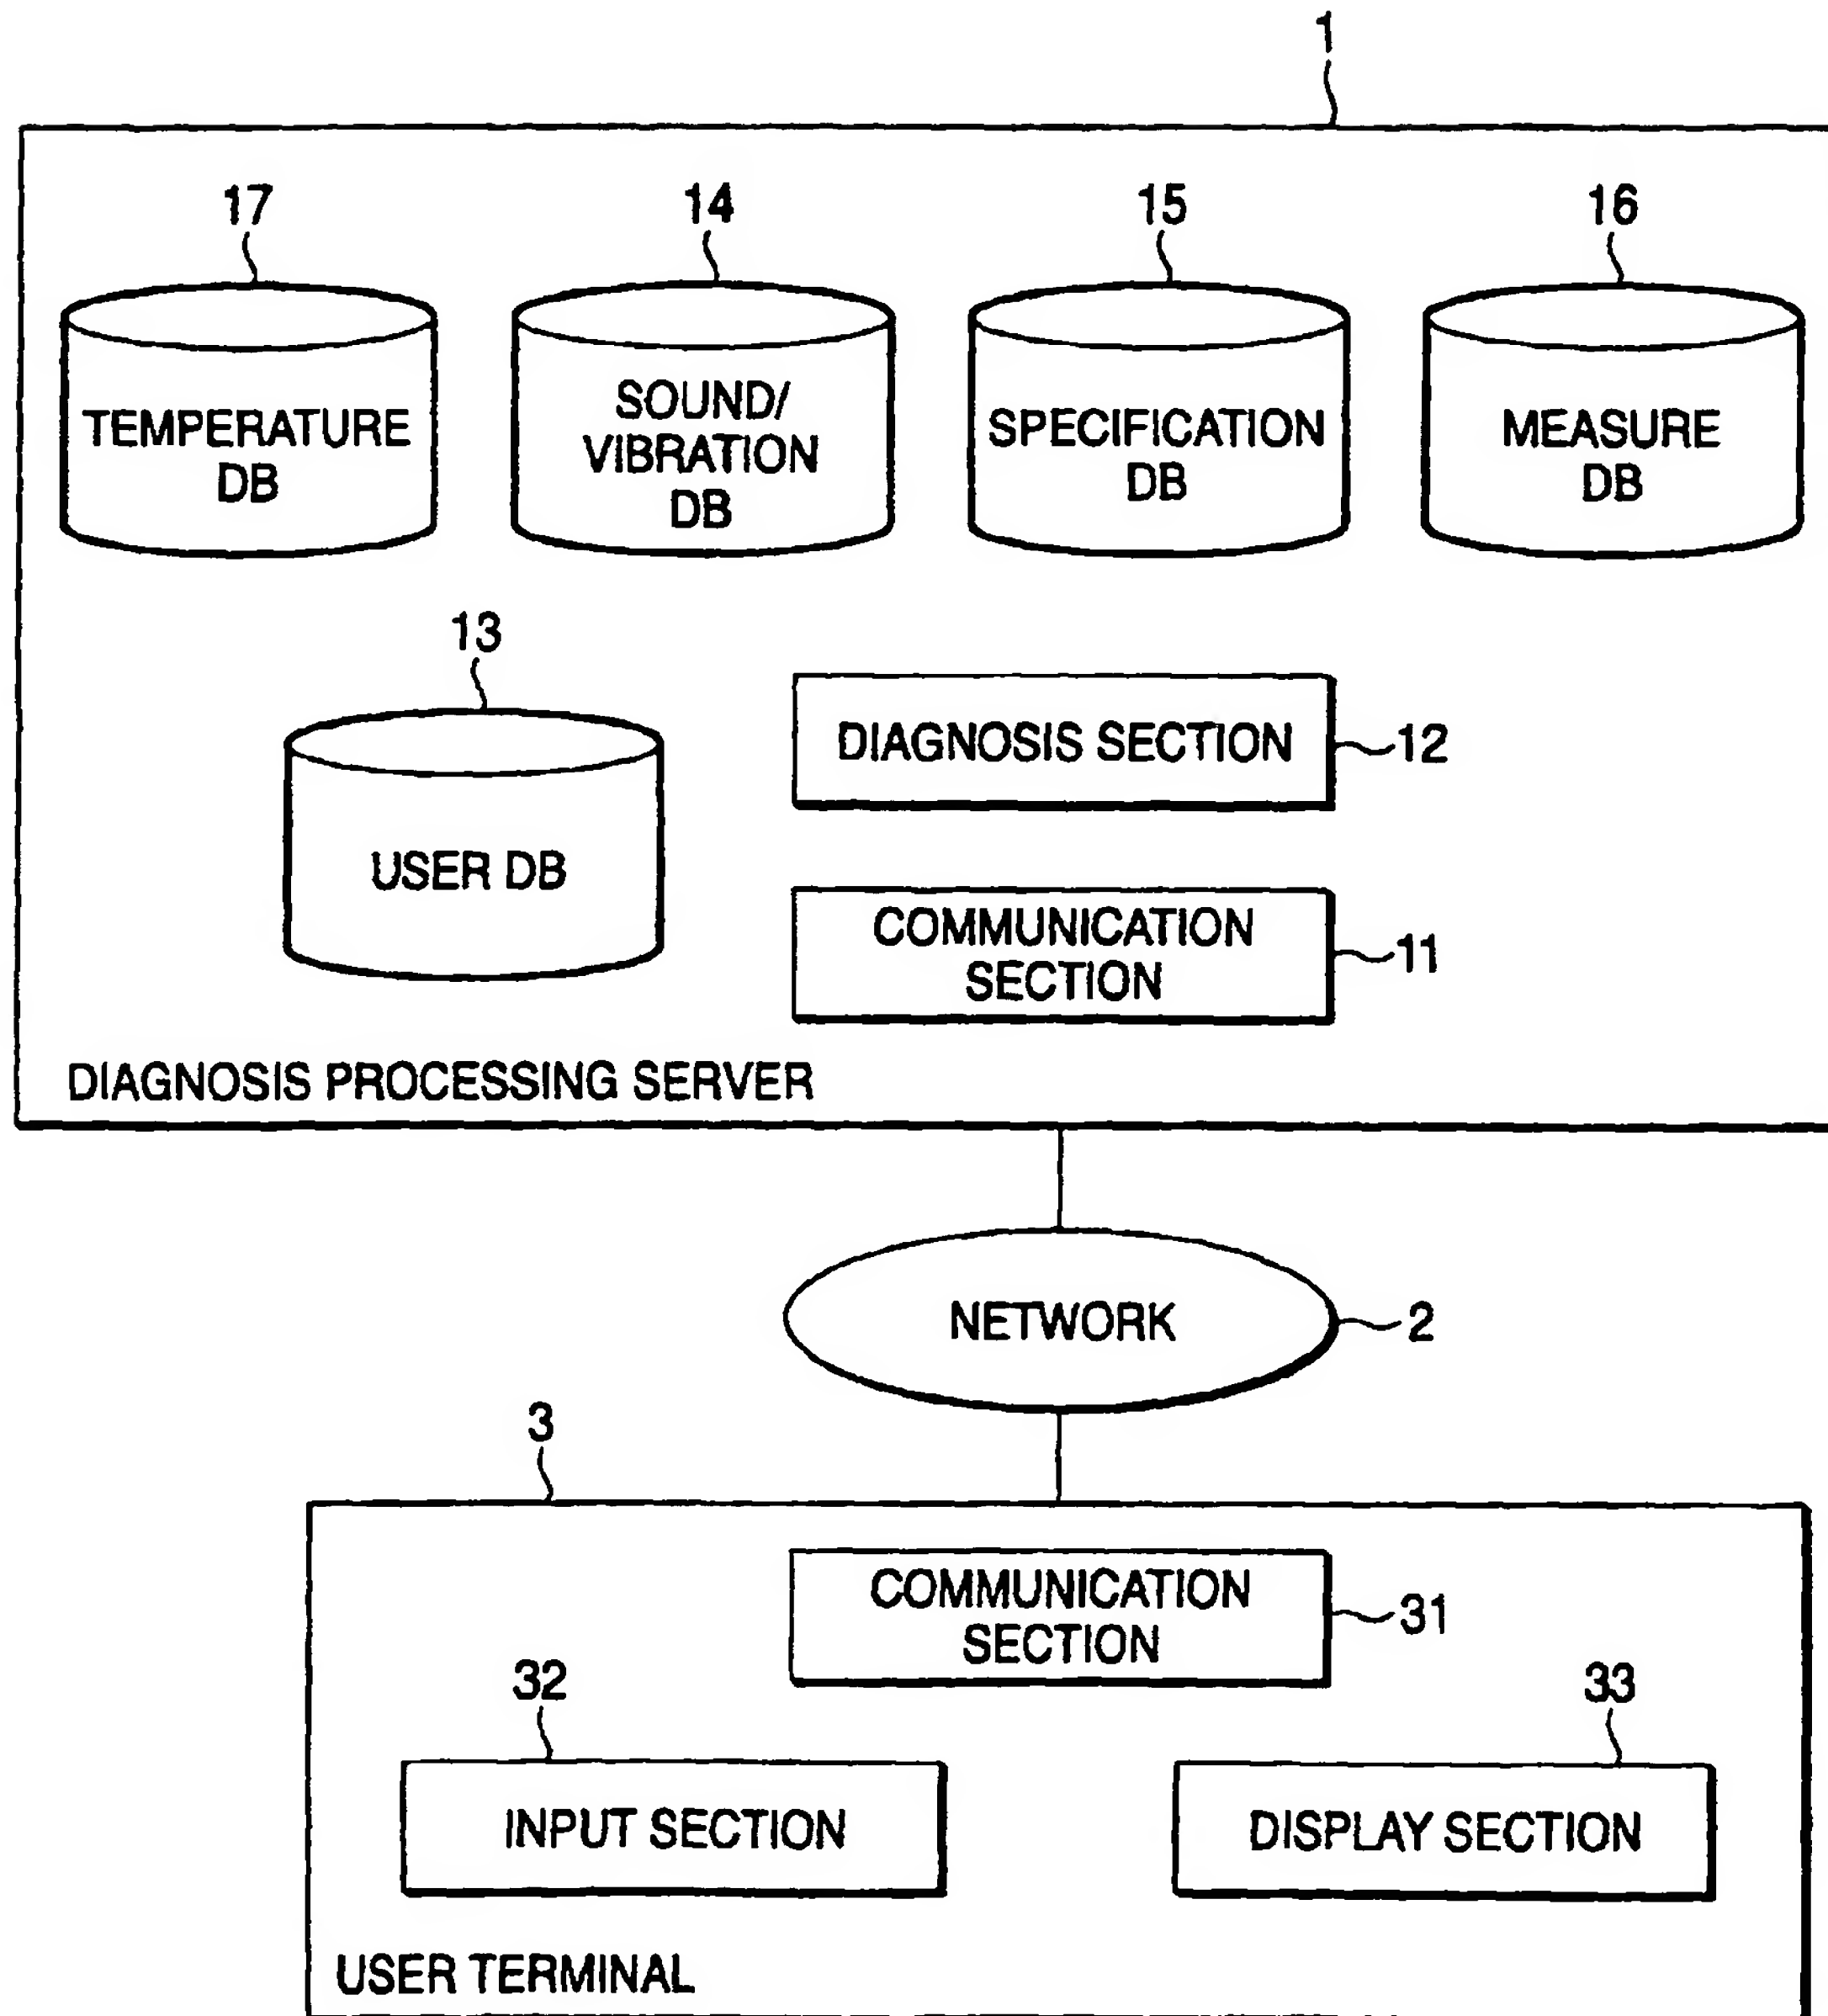 1
17
14
15
16
TEMPERATURE
DB
SOUND/
VIBRATION
DB
SPECIFICATION
DB
MEASURE
DB
13
USER DB
DIAGNOSIS SECTION
12
COMMUNICATION
SECTION
11
DIAGNOSIS PROCESSING SERVER
NETWORK
2
3
COMMUNICATION
SECTION
31
32
33
INPUT SECTION
DISPLAY SECTION
USER TERMINAL